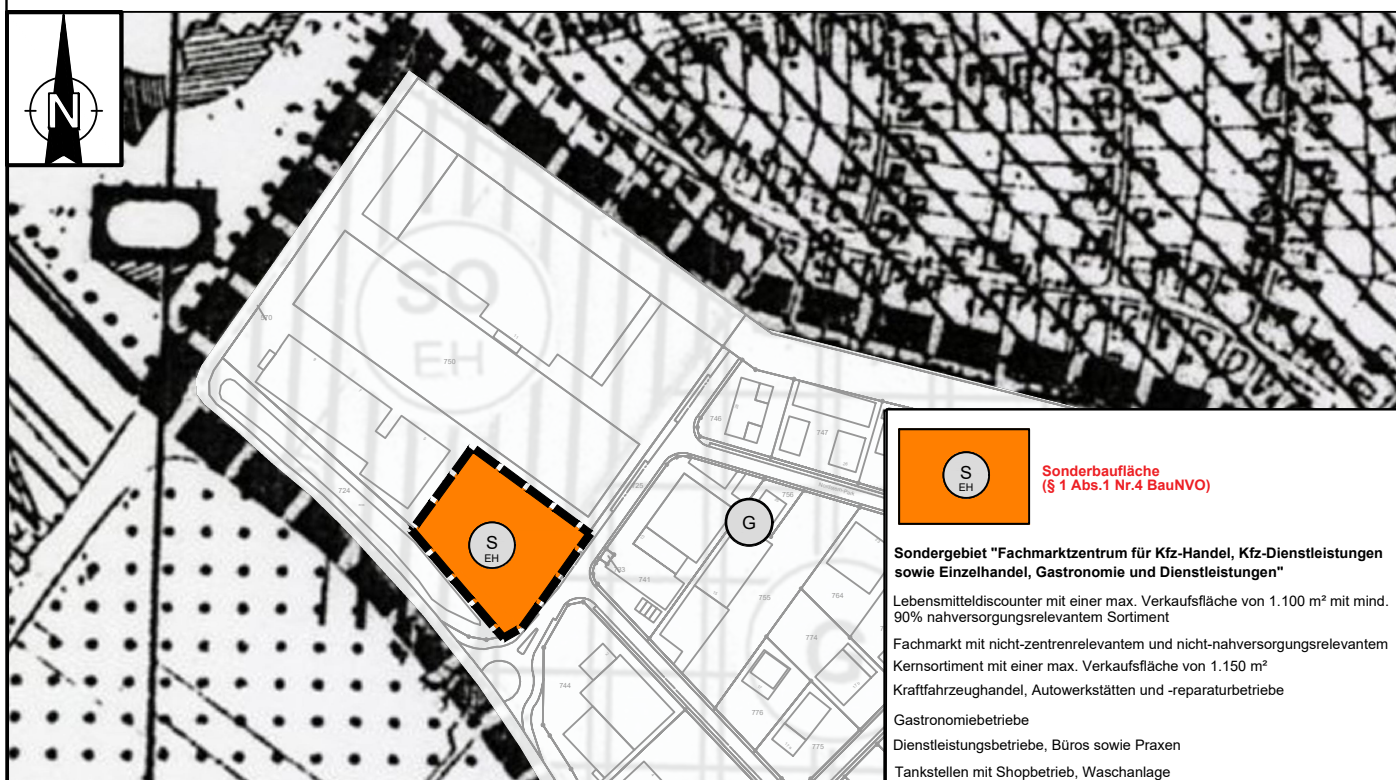 N
SO
EH
570
750
724
S
EH
725
746
747
756
G
793
741
755
764
774
G
744
776
775
S
EH
Sonderbaufläche
(§ 1 Abs.1 Nr.4 BauNVO)
Sondergebiet "Fachmarktzentrum für Kfz-Handel, Kfz-Dienstleistungen
sowie Einzelhandel, Gastronomie und Dienstleistungen"
Lebensmitteldiscounter mit einer max. Verkaufsfläche von 1.100 m² mit mind.
90% nahversorgungsrelevantem Sortiment
Fachmarkt mit nicht-zentrenrelevantem und nicht-nahversorgungsrelevantem
Kernsortiment mit einer max. Verkaufsfläche von 1.150 m²
Kraftfahrzeughandel, Autowerkstätten und -reparaturbetriebe
Gastronomiebetriebe
Dienstleistungsbetriebe, Büros sowie Praxen
Tankstellen mit Shopbetrieb, Waschanlage